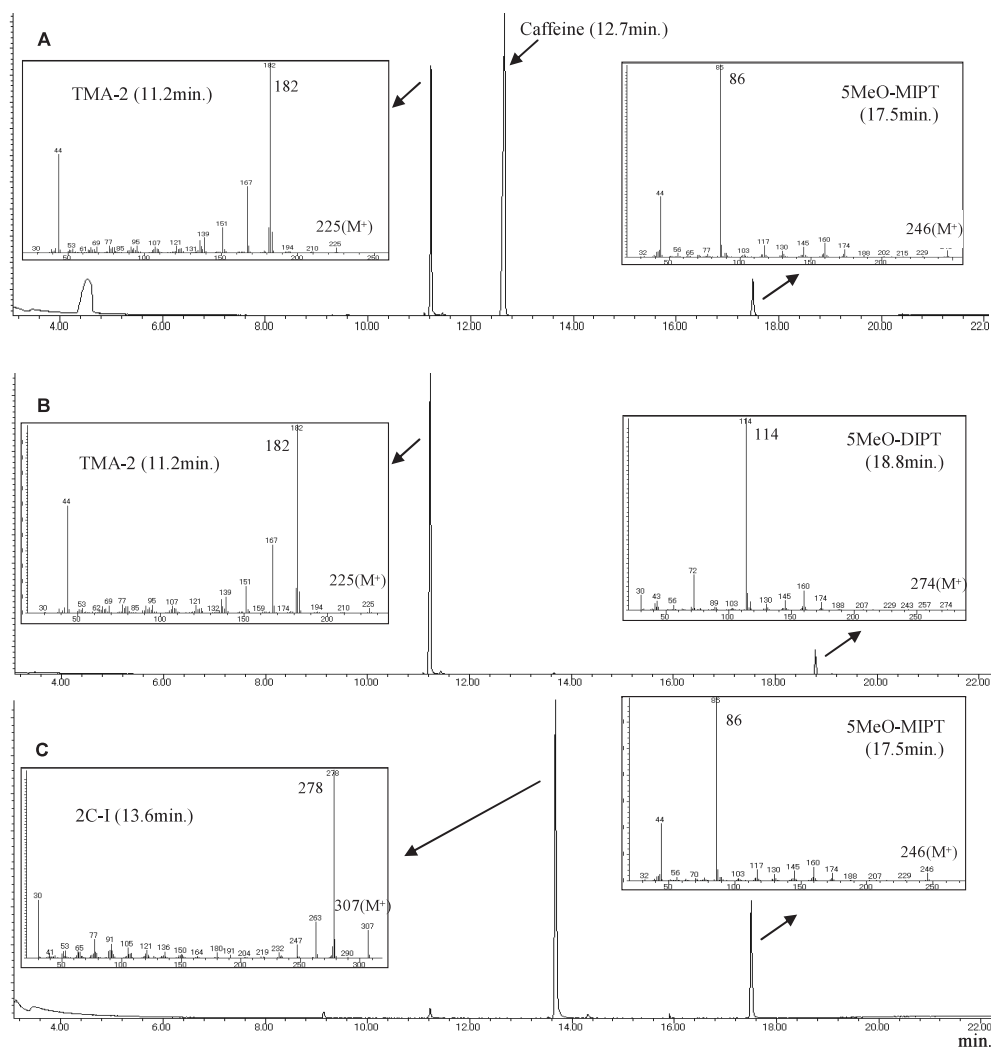 A
Caffeine (12.7min.)
TMA-2 (11.2min.)
182
182
44
167
151
139
30 53 61 69 77 85 95 107 121 131 194 210 225
225(M+)
50 100 150 200 250
5MeO-MIPT
(17.5min.)
86
44
246(M+)
32 56 65 77 103 117 130 145 160 174 188 202 215 229
50 100 150 200
4.00 6.00 8.00 10.00 12.00 14.00 16.00 18.00 20.00 22.0
B
TMA-2 (11.2min.)
182
182
44
167
151
139
30 53 62 69 77 85 95 107 121 132 159 174 194 210 225
225(M+)
50 100 150 200
5MeO-DIPT
(18.8min.)
114
114
72
274(M+)
30 43 56 89 103 130 145 160 174 188 207 229 243 257 274
50 100 150 200 250
4.00 6.00 8.00 10.00 12.00 14.00 16.00 18.00 20.00 22.0
C
2C-I (13.6min.)
278
278
307(M+)
30
263
247
307
41 53 65 77 91 105 121 136 150 164 180 191 204 219 232 290
50 100 150 200 250 300
5MeO-MIPT
(17.5min.)
86
44
246(M+)
32 56 70 103 117 130 145 160 174 188 207 229 246
50 100 150 200 250
4.00 6.00 8.00 10.00 12.00 14.00 16.00 18.00 20.00 22.00
min.